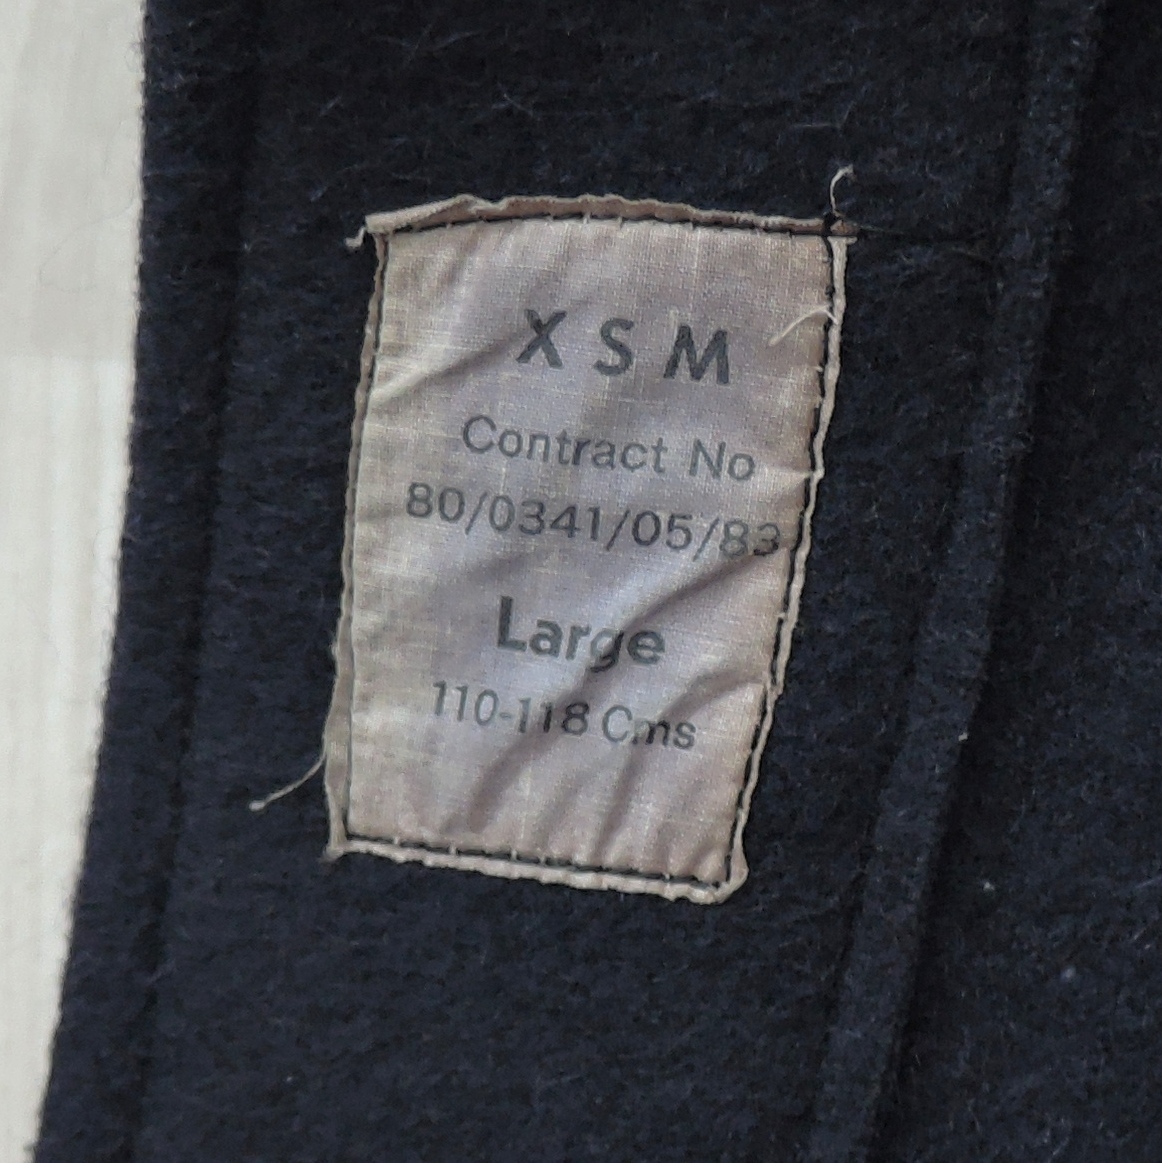 X S M
Contract No
80/0341/05/83
Large
110-118 Cms